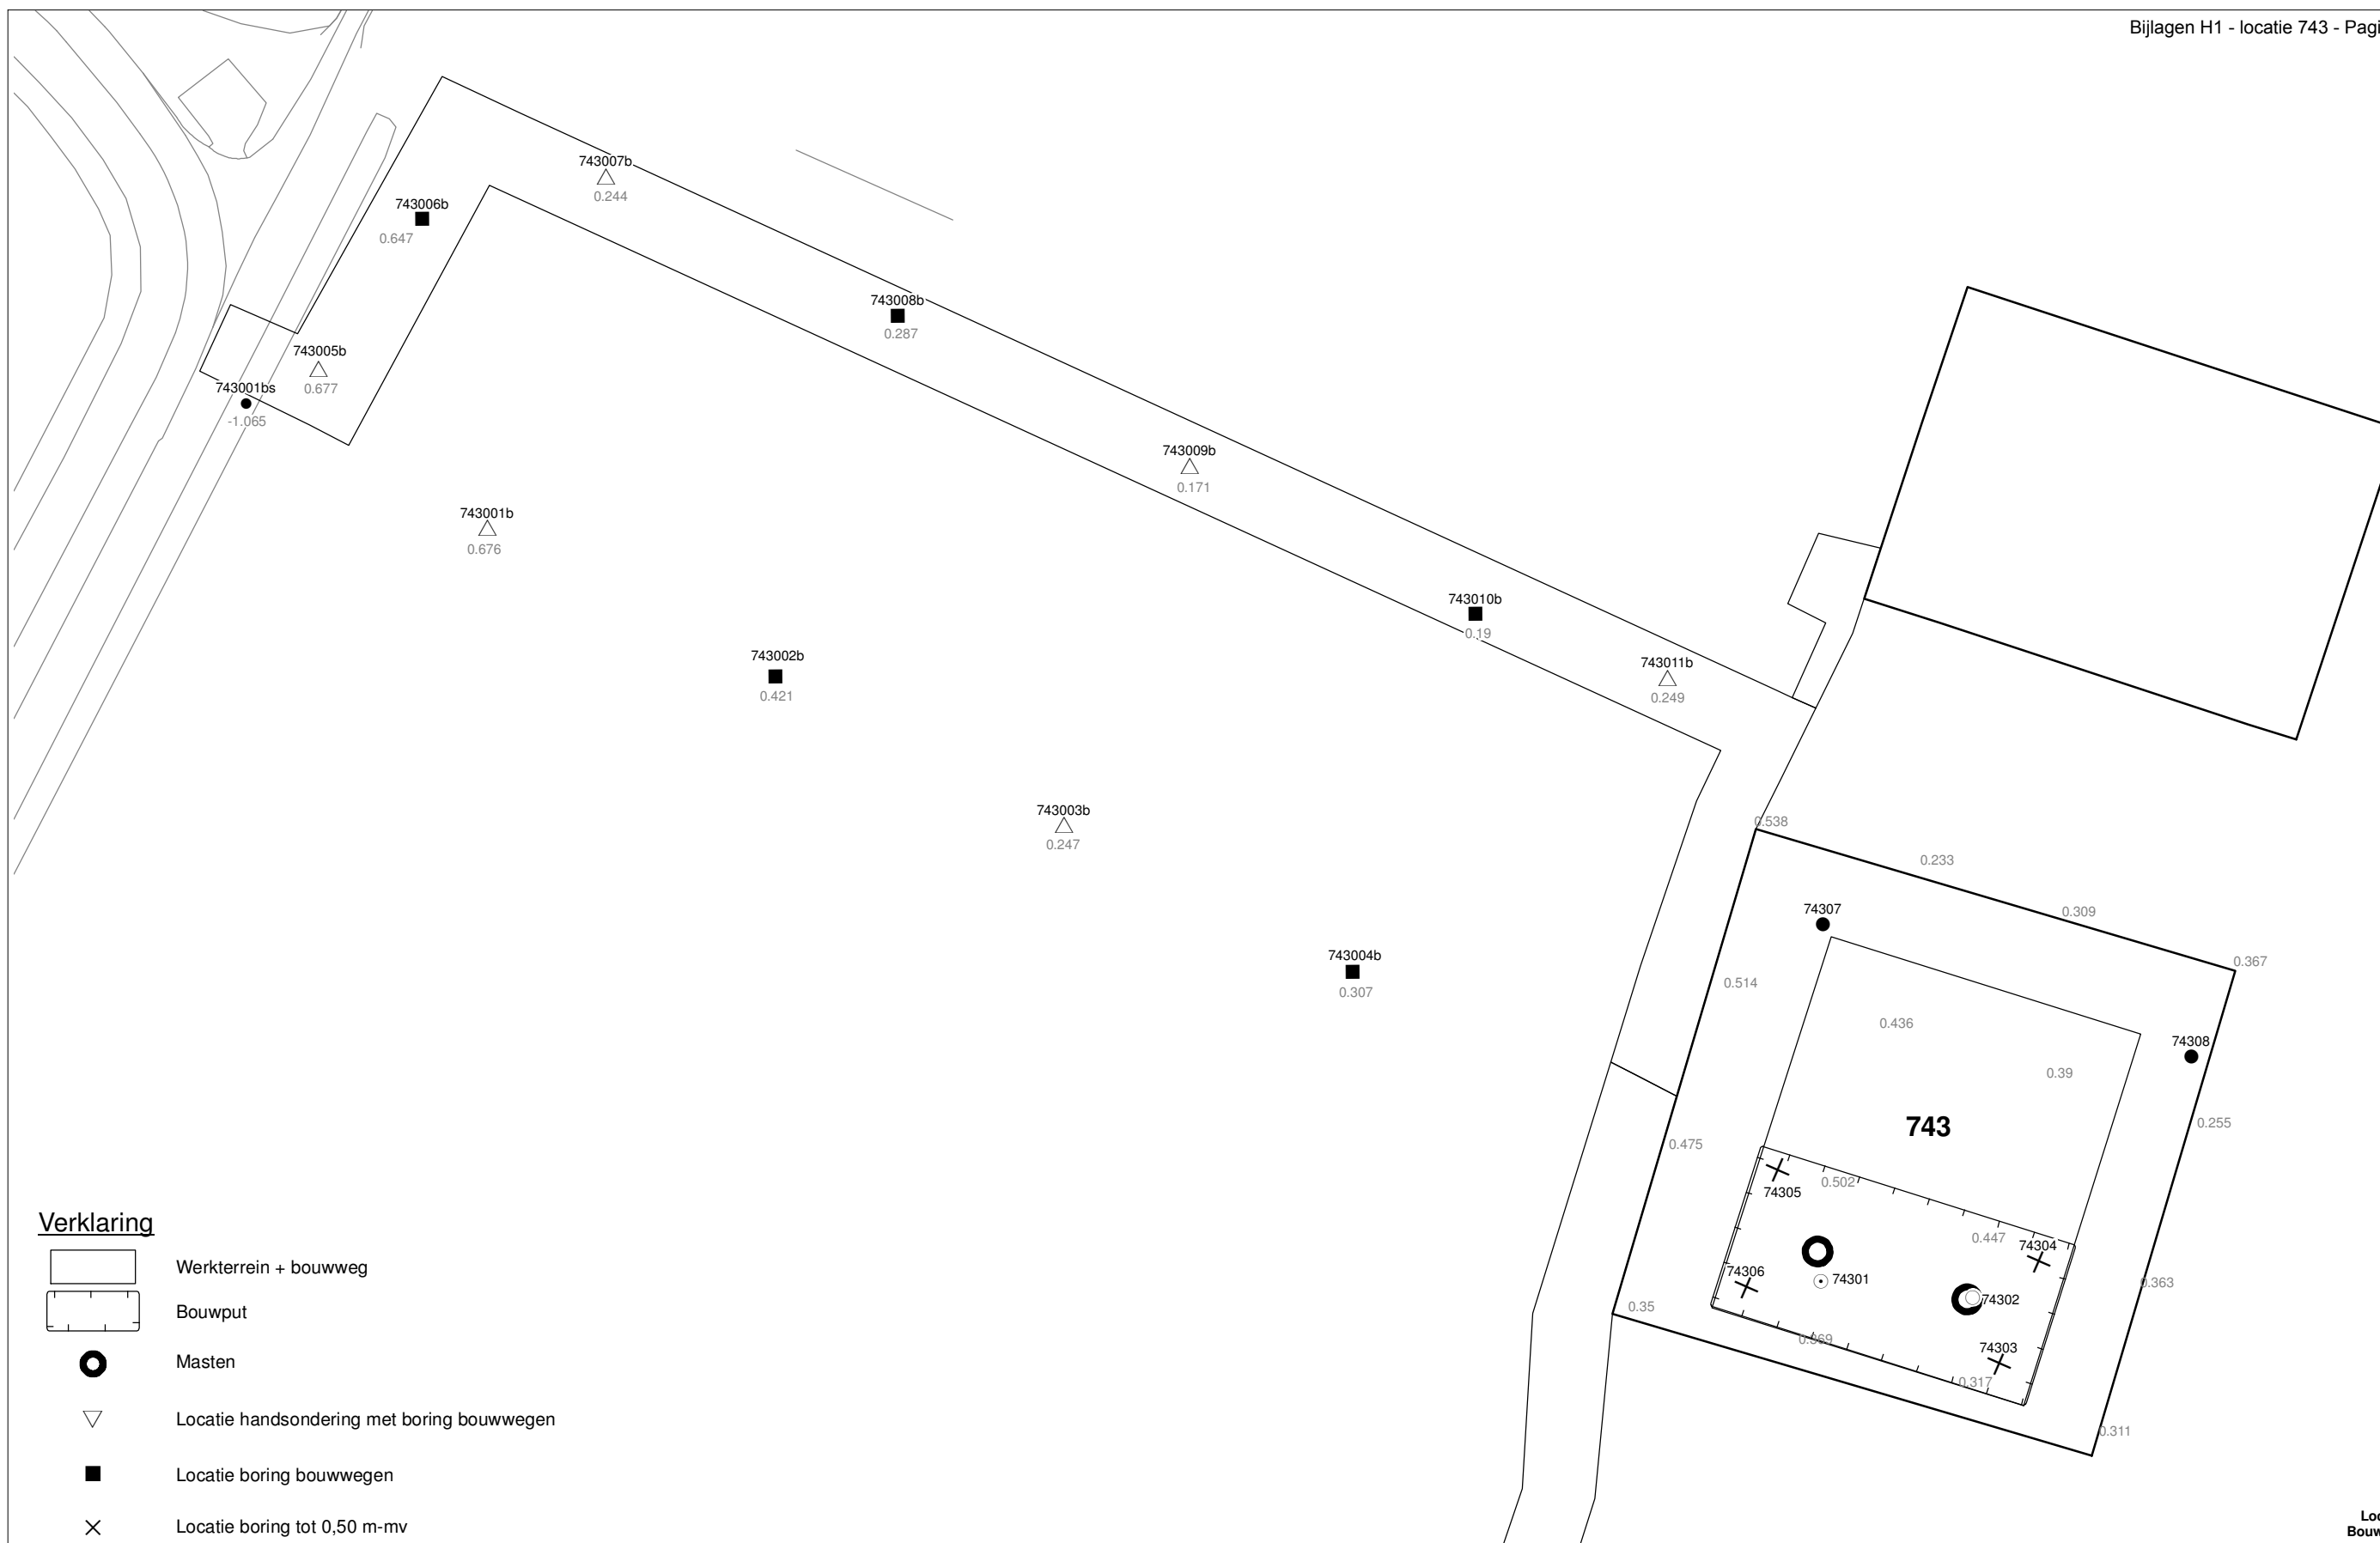 Bijlagen H1 - locatie 743 - Pagi
743007b
0.244
743006b
0.647
743008b
0.287
743005b
0.677
743001bs
-1.065
743009b
0.171
743001b
0.676
743010b
0.19
743002b
0.421
743011b
0.249
743003b
0.247
0.538
0.233
0.309
0.367
74307
743004b
0.307
0.514
0.436
74308
0.39
743
0.255
0.475
74305
0.502
0.447
74304
74306
74301
74302
0.363
0.35
0.369
74303
0.317
0.311
Verklaring
Werkterrein + bouwweg
Bouwput
Masten
Locatie handsondering met boring bouwwegen
Locatie boring bouwwegen
Locatie boring tot 0,50 m-mv
Loc
Bouw